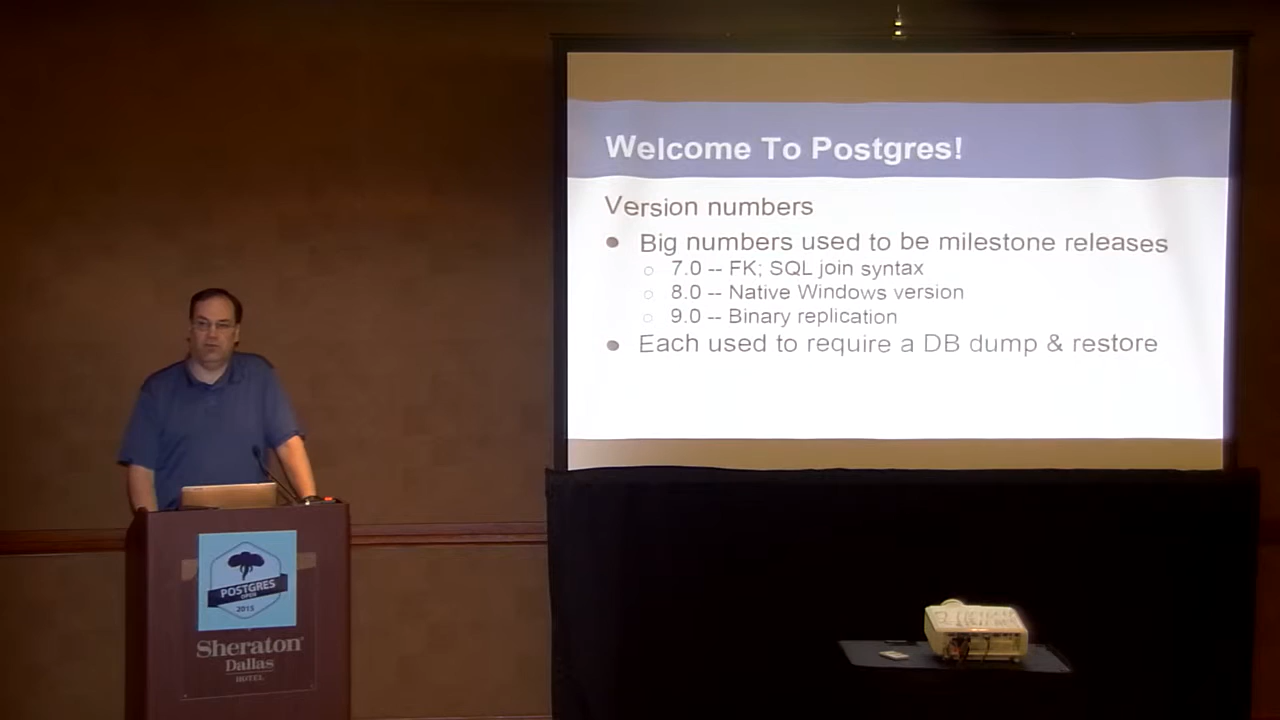 Welcome To Postgres!
Version numbers
● Big numbers used to be milestone releases
○ 7.0 -- FK; SQL join syntax
○ 8.0 -- Native Windows version
○ 9.0 -- Binary replication
● Each used to require a DB dump & restore
POSTGRES
OPEN
2015
Sheraton
Dallas
HOTEL